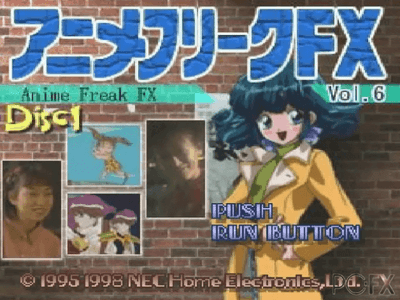 アニメフリークFX
Anime Freak FX
Vol.6
Disc1
PUSH
RUN BUTTON
© 1995 1998 NEC Home Electronics,Ltd.
FX